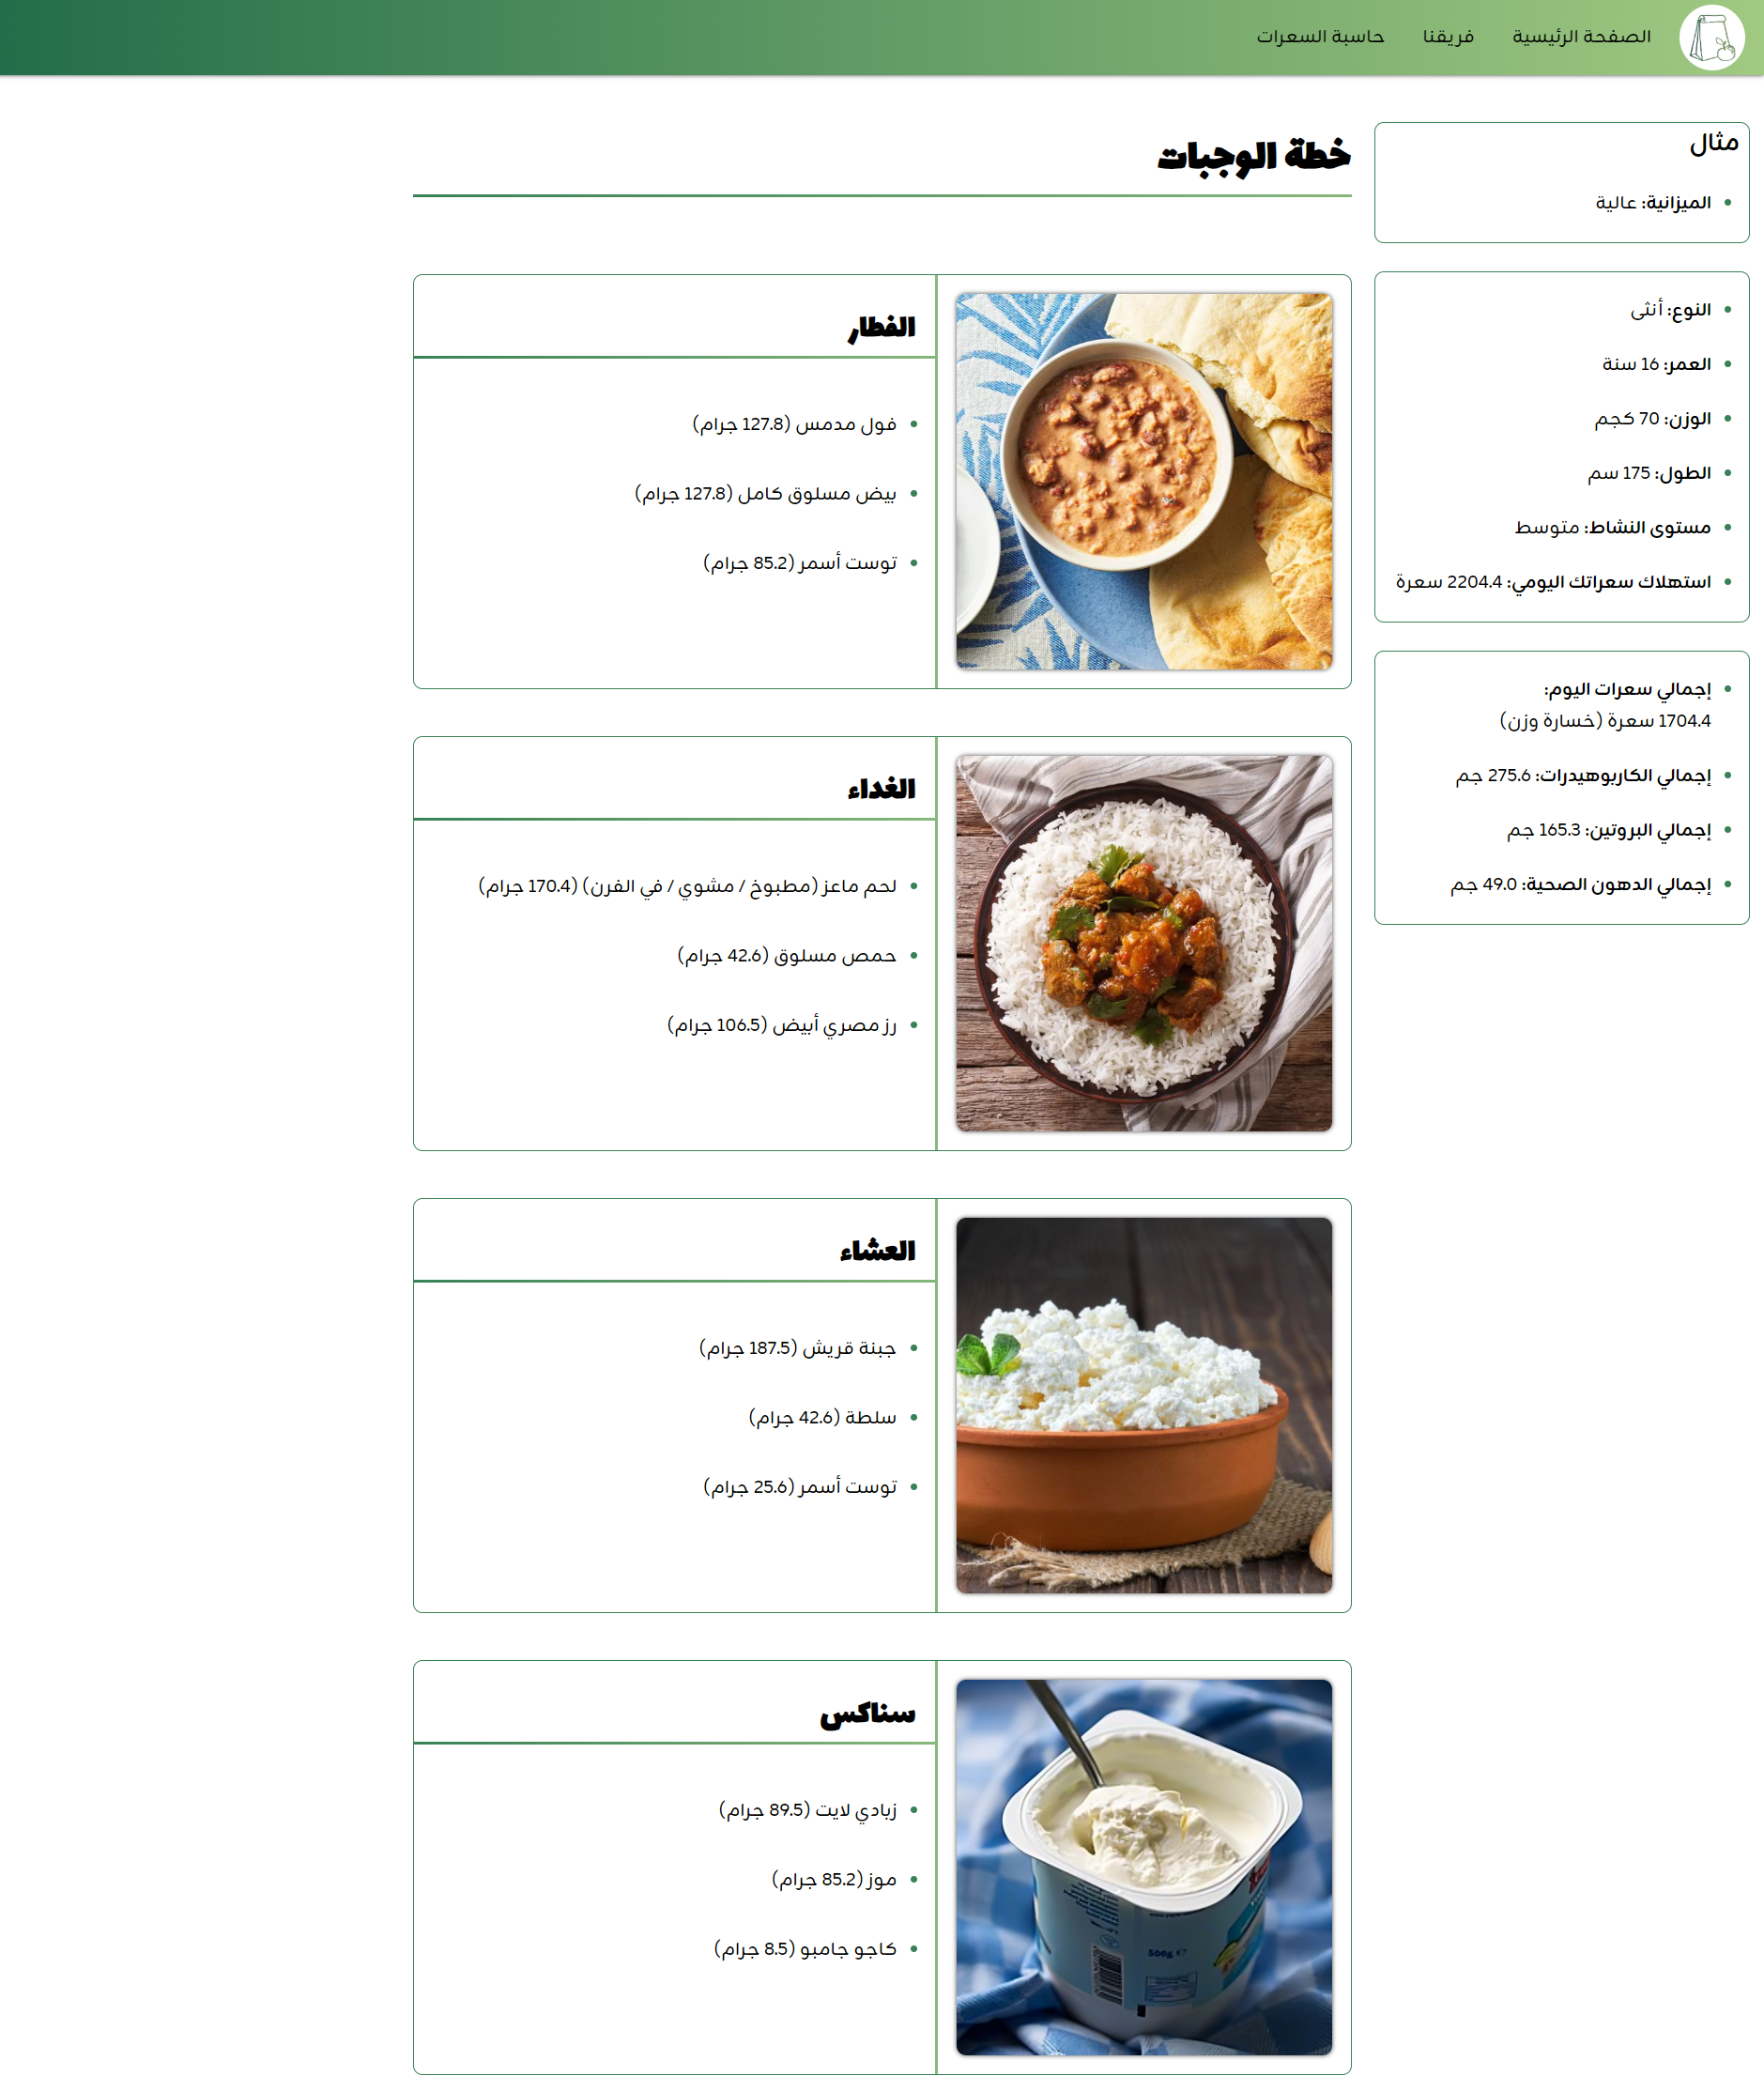 الصفحة الرئيسية
فريقنا
حاسبة السعرات
مثال
الميزانية: عالية
النوع: أنثى
العمر: 16 سنة
الوزن: 70 كجم
الطول: 175 سم
مستوى النشاط: متوسط
استهلاك سعراتك اليومي: 2204.4 سعرة
إجمالي سعرات اليوم:
1704.4 سعرة (خسارة وزن)
إجمالي الكاربوهيدرات: 275.6 جم
إجمالي البروتين: 165.3 جم
إجمالي الدهون الصحية: 49.0 جم
خطة الوجبات
الفطار
فول مدمس (127.8 جرام)
بيض مسلوق كامل (127.8 جرام)
توست أسمر (85.2 جرام)
الغداء
لحم ماعز (مطبوخ / مشوي / في الفرن) (170.4 جرام)
حمص مسلوق (42.6 جرام)
رز مصري أبيض (106.5 جرام)
العشاء
جبنة قريش (187.5 جرام)
سلطة (42.6 جرام)
توست أسمر (25.6 جرام)
سناكس
زبادي لايت (89.5 جرام)
موز (85.2 جرام)
كاجو جامبو (8.5 جرام)
500g